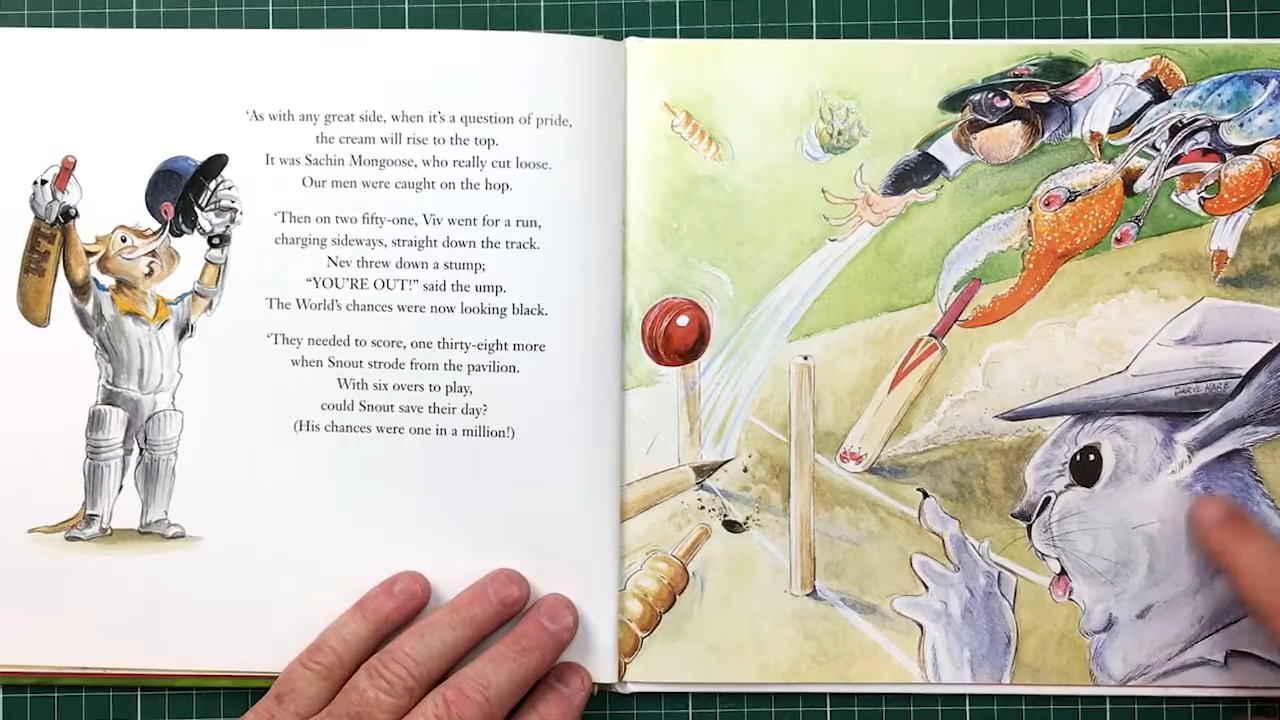 ‘As with any great side, when it’s a question of pride,
the cream will rise to the top.
It was Sachin Mongoose, who really cut loose.
Our men were caught on the hop.
‘Then on two fifty-one, Viv went for a run,
charging sideways, straight down the track.
Nev threw down a stump;
“YOU’RE OUT!” said the ump.
The World’s chances were now looking black.
‘They needed to score, one thirty-eight more
when Snout strode from the pavilion.
With six overs to play,
could Snout save their day?
(His chances were one in a million!)
LM
DARYL HARE